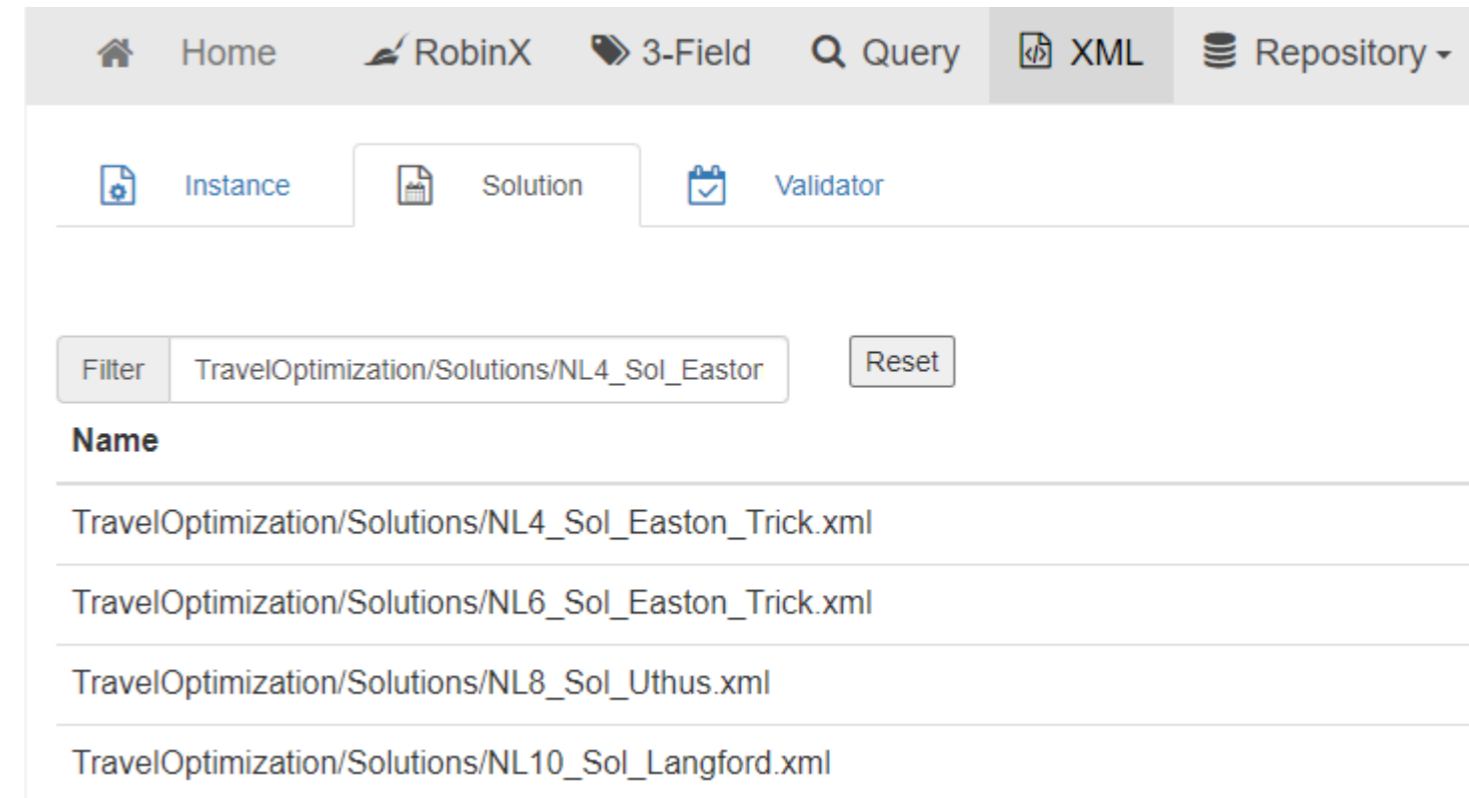 Home RobinX 3-Field Query XML Repository
Instance Solution Validator
Filter TravelOptimization/Solutions/NL4_Sol_Easton Reset
Name
TravelOptimization/Solutions/NL4_Sol_Easton_Trick.xml
TravelOptimization/Solutions/NL6_Sol_Easton_Trick.xml
TravelOptimization/Solutions/NL8_Sol_Uthus.xml
TravelOptimization/Solutions/NL10_Sol_Langford.xml